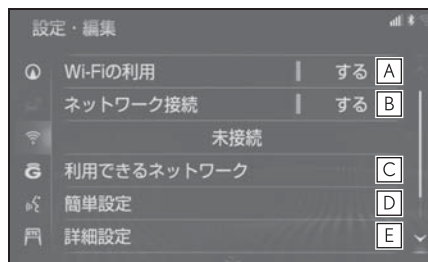 設定・編集
Wi-Fiの利用 する A
ネットワーク接続 する B
未接続
利用できるネットワーク C
簡単設定 D
詳細設定 E